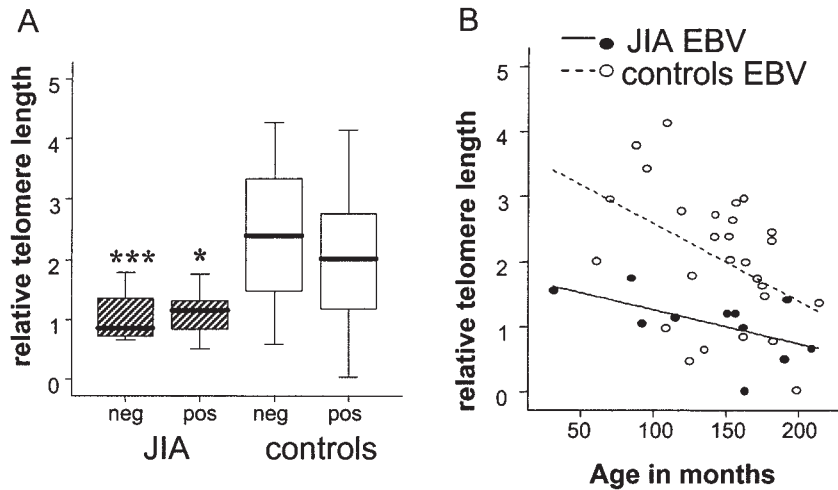 A
relative telomere length
5
4
3
2
1
0
***
*
neg
pos
neg
pos
JIA
controls
B
JIA EBV
controls EBV
relative telomere length
5
4
3
2
1
0
50
100
150
200
Age in months